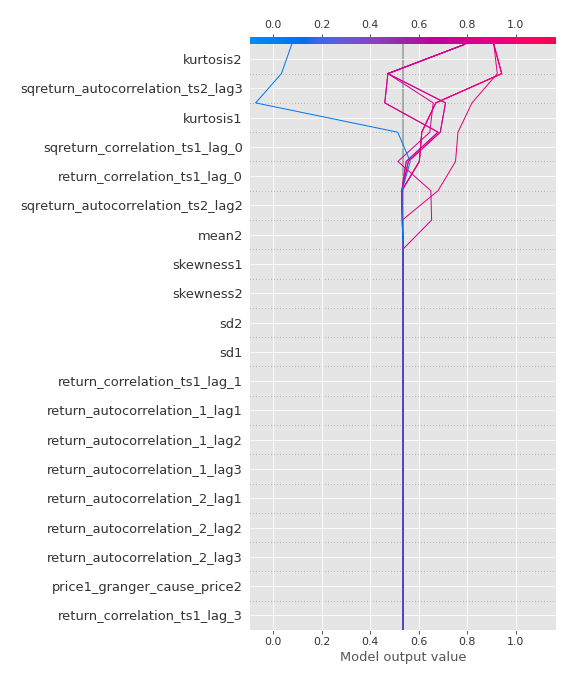 0.0 0.2 0.4 0.6 0.8 1.0
kurtosis2
sqreturn_autocorrelation_ts2_lag3
kurtosis1
sqreturn_correlation_ts1_lag_0
return_correlation_ts1_lag_0
sqreturn_autocorrelation_ts2_lag2
mean2
skewness1
skewness2
sd2
sd1
return_correlation_ts1_lag_1
return_autocorrelation_1_lag1
return_autocorrelation_1_lag2
return_autocorrelation_1_lag3
return_autocorrelation_2_lag1
return_autocorrelation_2_lag2
return_autocorrelation_2_lag3
price1_granger_cause_price2
return_correlation_ts1_lag_3
0.0 0.2 0.4 0.6 0.8 1.0
Model output value